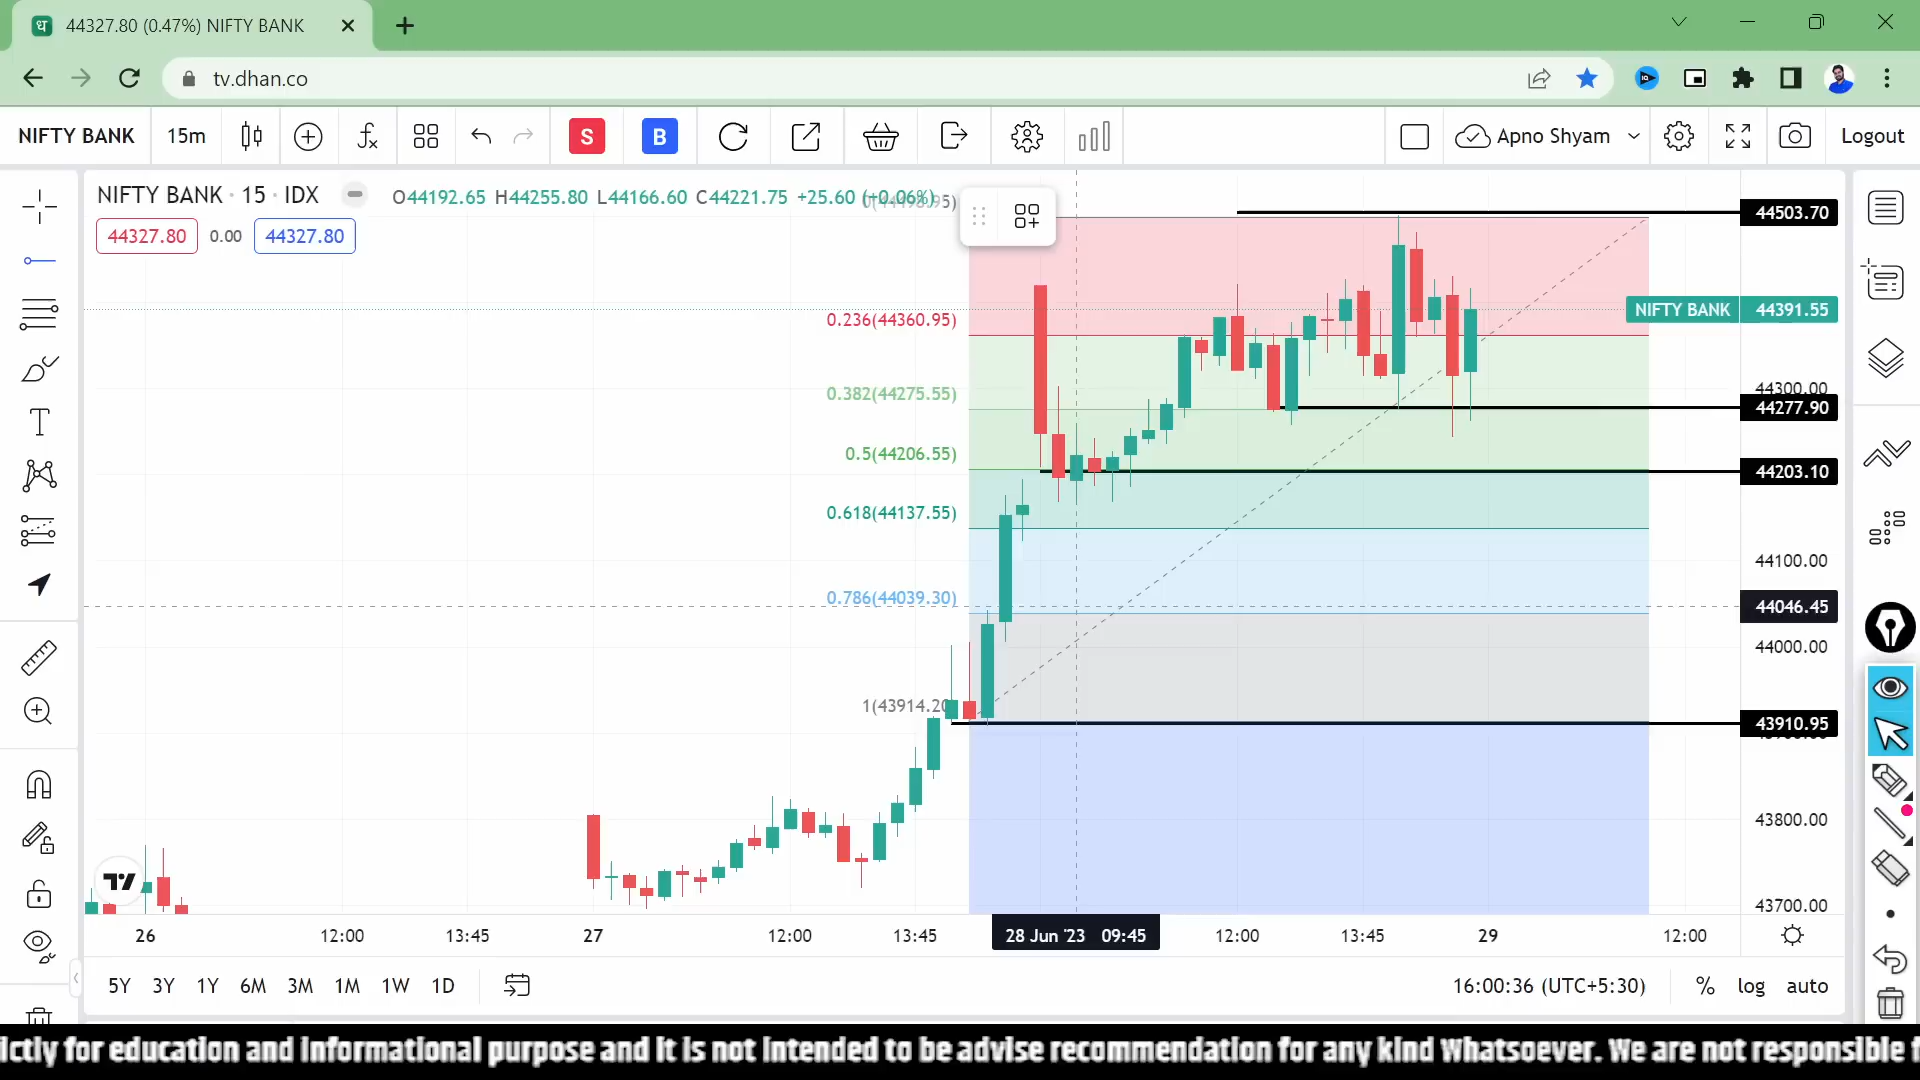 44327.80 (0.47%) NIFTY BANK
tv.dhan.co
NIFTY BANK 15m S B Apno Shyam Logout
NIFTY BANK · 15 · IDX O44192.65 H44255.80 L44166.60 C44221.75 +25.60 (+0.06%)
44327.80 0.00 44327.80
44503.70
NIFTY BANK 44391.55
0.236(44360.95)
0.382(44275.55)
44300.00
44277.90
0.5(44206.55)
44203.10
0.618(44137.55)
44100.00
0.786(44039.30)
44046.45
44000.00
1(43914.20
43910.95
43800.00
43700.00
26 12:00 13:45 27 12:00 13:45 28 Jun '23 09:45 12:00 13:45 29 12:00
5Y 3Y 1Y 6M 3M 1M 1W 1D 16:00:36 (UTC+5:30) % log auto
ictly for education and informational purpose and it is not intended to be advise recommendation for any kind Whatsoever. We are not responsible f